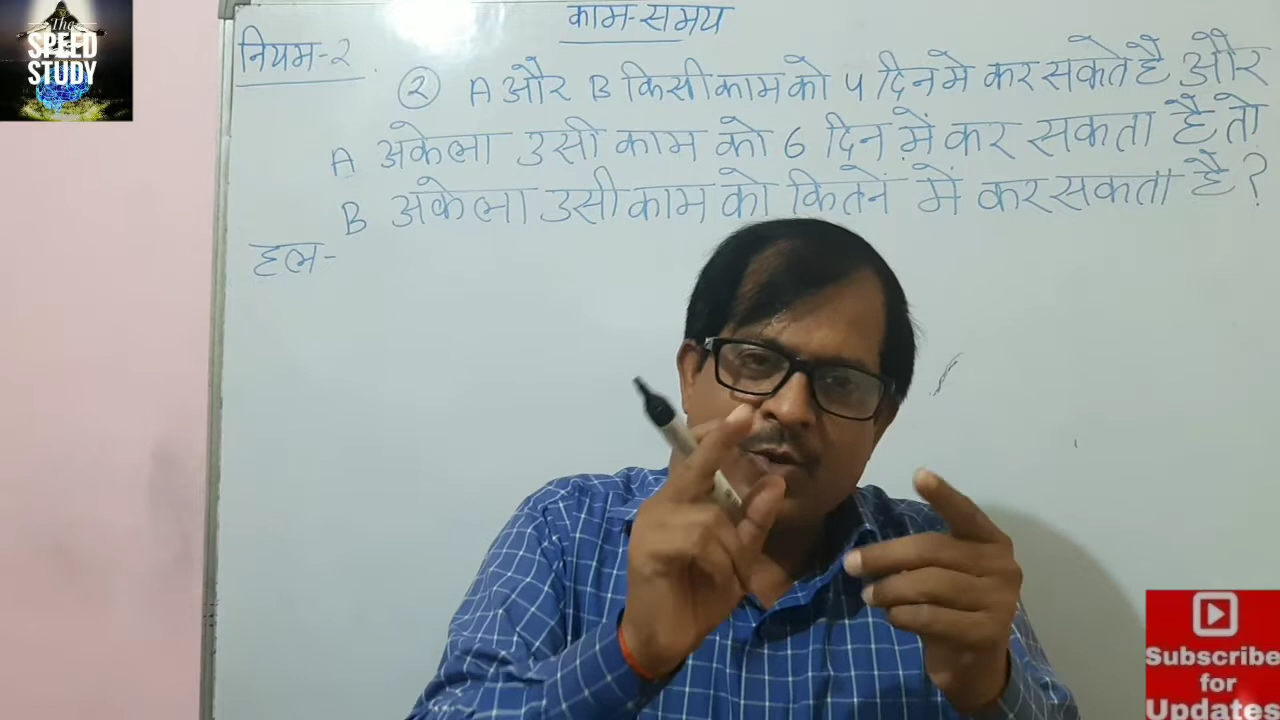 The
SPEED
STUDY
काम-समय
नियम-२
② A और B किसी काम को 4 दिन मे कर सकते है और
A अकेला उसी काम को 6 दिन में कर सकता है तो
B अकेला उसी काम को कितनें में कर सकता है?
हल-
Subscribe
for
Updates